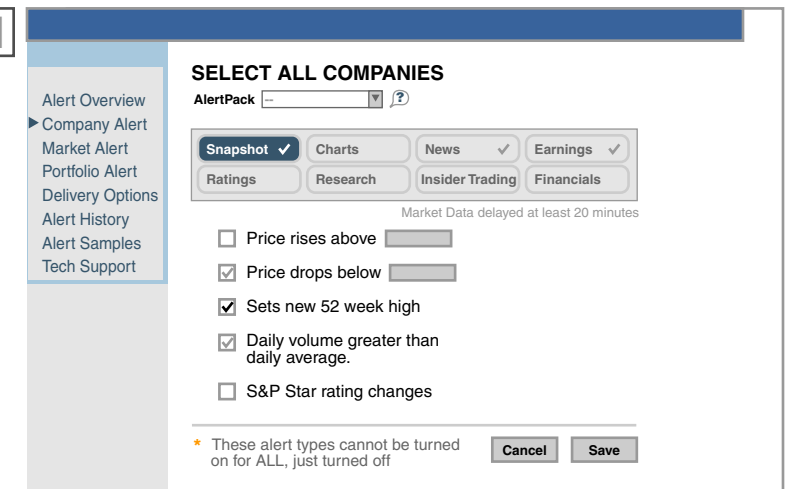 SELECT ALL COMPANIES
AlertPack -- ?
Alert Overview
Company Alert
Market Alert
Portfolio Alert
Delivery Options
Alert History
Alert Samples
Tech Support
Snapshot ✓ Charts News ✓ Earnings ✓
Ratings Research Insider Trading Financials
Market Data delayed at least 20 minutes
Price rises above
Price drops below
Sets new 52 week high
Daily volume greater than
daily average.
S&P Star rating changes
* These alert types cannot be turned
on for ALL, just turned off
Cancel Save